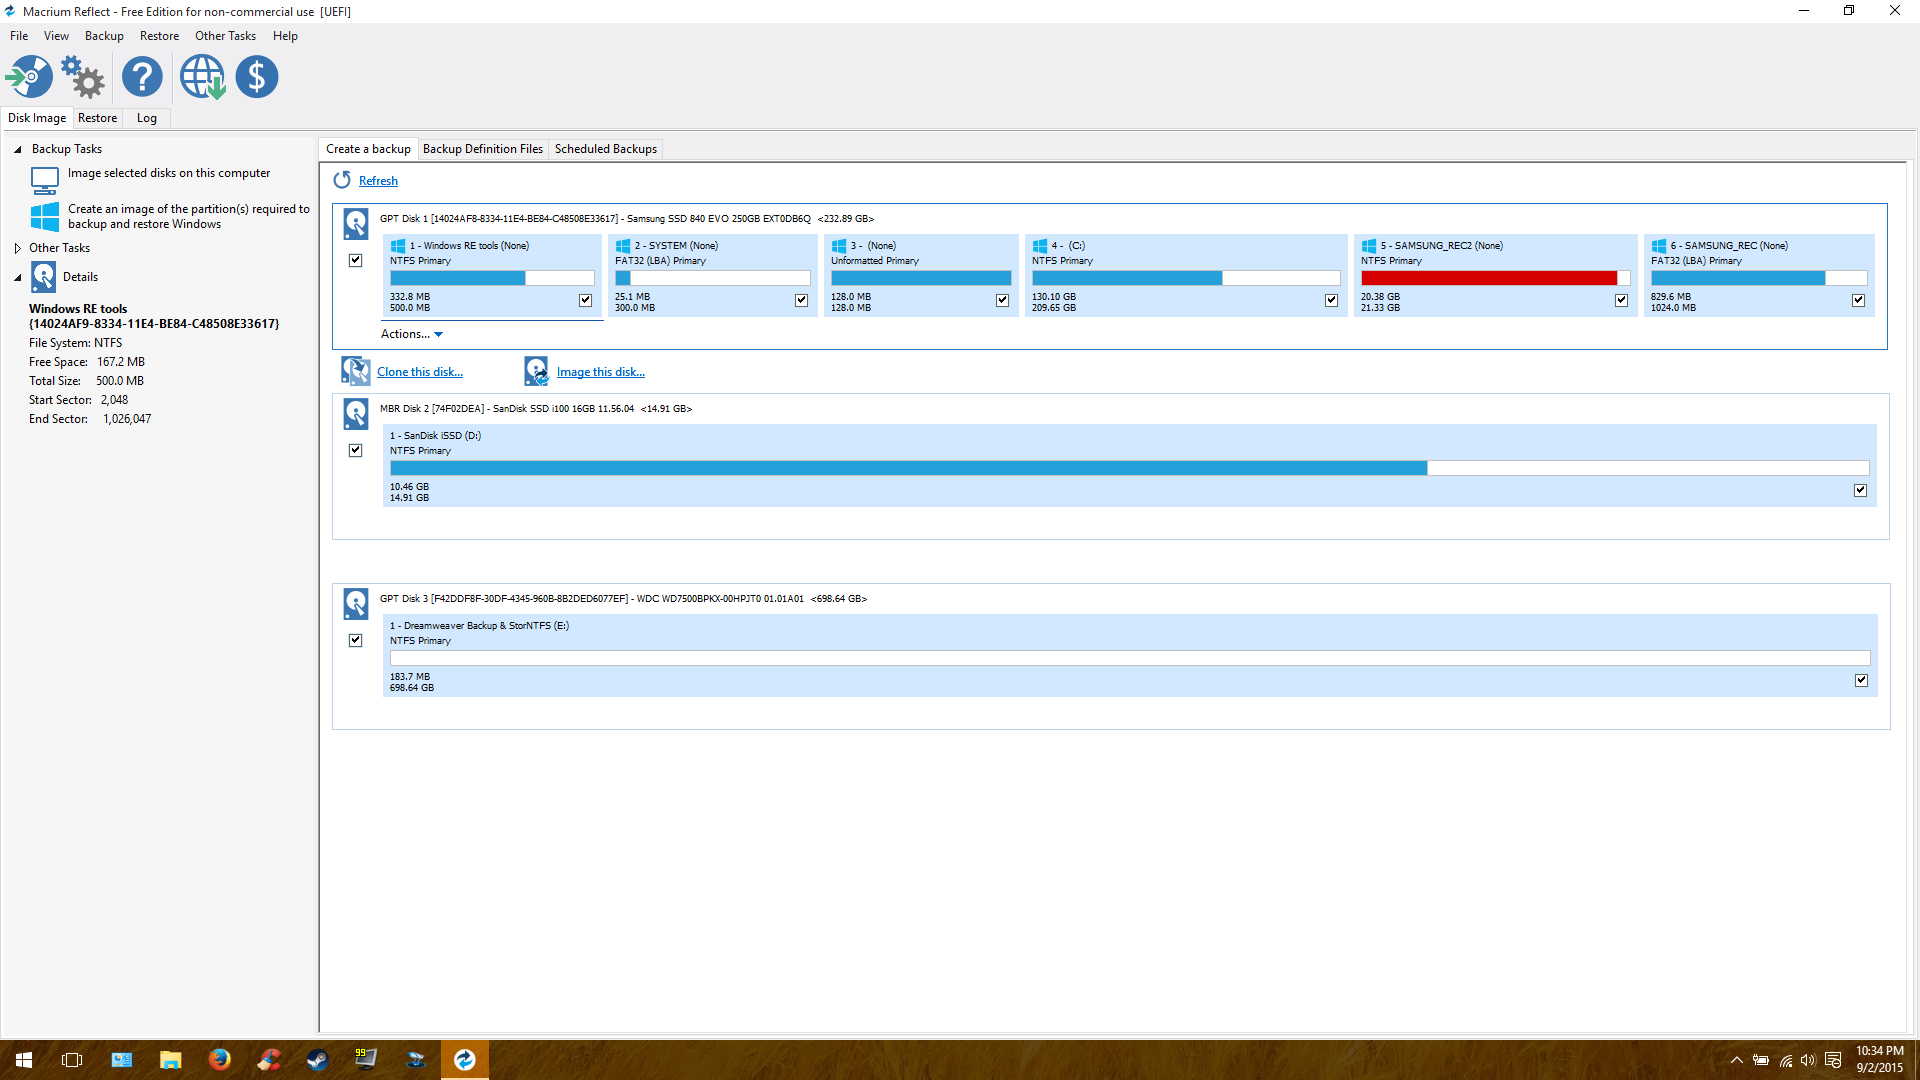 Macrium Reflect - Free Edition for non-commercial use  [UEFI]
File View Backup Restore Other Tasks Help
? $
Disk Image Restore Log
Backup Tasks
Image selected disks on this computer
Create an image of the partition(s) required to
backup and restore Windows
Other Tasks
Details
Windows RE tools
{14024AF9-8334-11E4-BE84-C48508E33617}
File System: NTFS
Free Space: 167.2 MB
Total Size: 500.0 MB
Start Sector: 2,048
End Sector: 1,026,047
Create a backup Backup Definition Files Scheduled Backups
Refresh
GPT Disk 1 [14024AF8-8334-11E4-BE84-C48508E33617] - Samsung SSD 840 EVO 250GB EXT0DB6Q <232.89 GB>
1 - Windows RE tools (None)
NTFS Primary
332.8 MB
500.0 MB
2 - SYSTEM (None)
FAT32 (LBA) Primary
25.1 MB
300.0 MB
3 - (None)
Unformatted Primary
128.0 MB
128.0 MB
4 - (C:)
NTFS Primary
130.10 GB
209.65 GB
5 - SAMSUNG_REC2 (None)
NTFS Primary
20.38 GB
21.33 GB
6 - SAMSUNG_REC (None)
FAT32 (LBA) Primary
829.6 MB
1024.0 MB
Actions...
Clone this disk... Image this disk...
MBR Disk 2 [74F02DEA] - SanDisk SSD i100 16GB 11.56.04 <14.91 GB>
1 - SanDisk iSSD (D:)
NTFS Primary
10.46 GB
14.91 GB
GPT Disk 3 [F42DDF8F-30DF-4345-960B-8B2DED6077EF] - WDC WD7500BPKX-00HPJT0 01.01A01 <698.64 GB>
1 - Dreamweaver Backup & StorNTFS (E:)
NTFS Primary
183.7 MB
698.64 GB
99
10:34 PM
9/2/2015